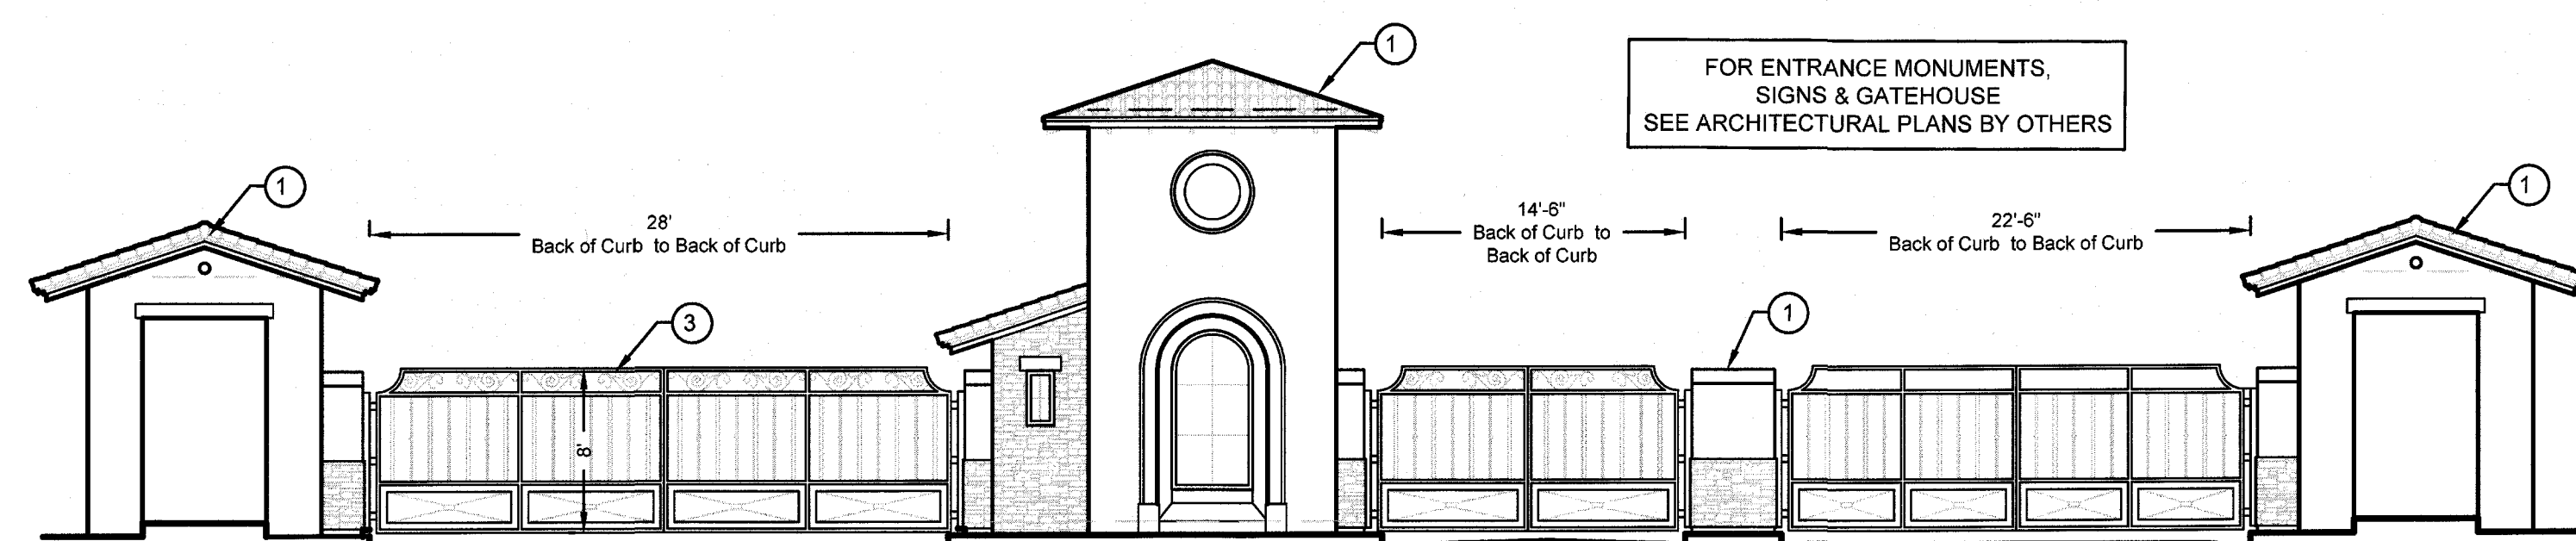 1
FOR ENTRANCE MONUMENTS,
SIGNS & GATEHOUSE
SEE ARCHITECTURAL PLANS BY OTHERS
1
1
28'
Back of Curb to Back of Curb
14'-6"
Back of Curb to
Back of Curb
22'-6"
Back of Curb to Back of Curb
3
1
8'